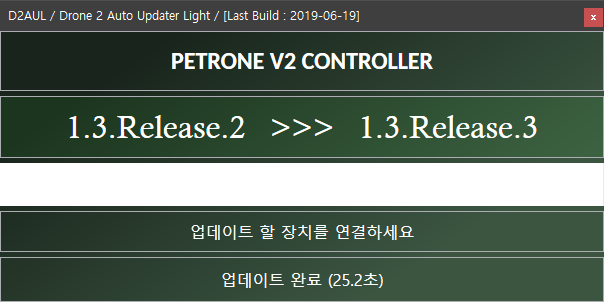 D2AUL / Drone 2 Auto Updater Light / [Last Build : 2019-06-19]
x
PETRONE V2 CONTROLLER
1.3.Release.2 >>> 1.3.Release.3
업데이트 할 장치를 연결하세요
업데이트 완료 (25.2초)